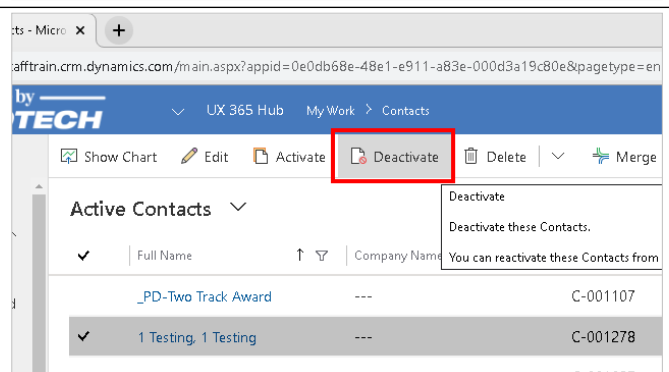 :ts - Micro × +
:afftrain.crm.dynamics.com/main.aspx?appid=0e0db68e-48e1-e911-a83e-000d3a19c80e&pagetype=en
by
TECH UX 365 Hub My Work > Contacts
Show Chart Edit Activate Deactivate Delete Merge
Active Contacts
Deactivate
Deactivate these Contacts.
Full Name Company Name You can reactivate these Contacts from
_PD-Two Track Award --- C-001107
1 Testing, 1 Testing --- C-001278